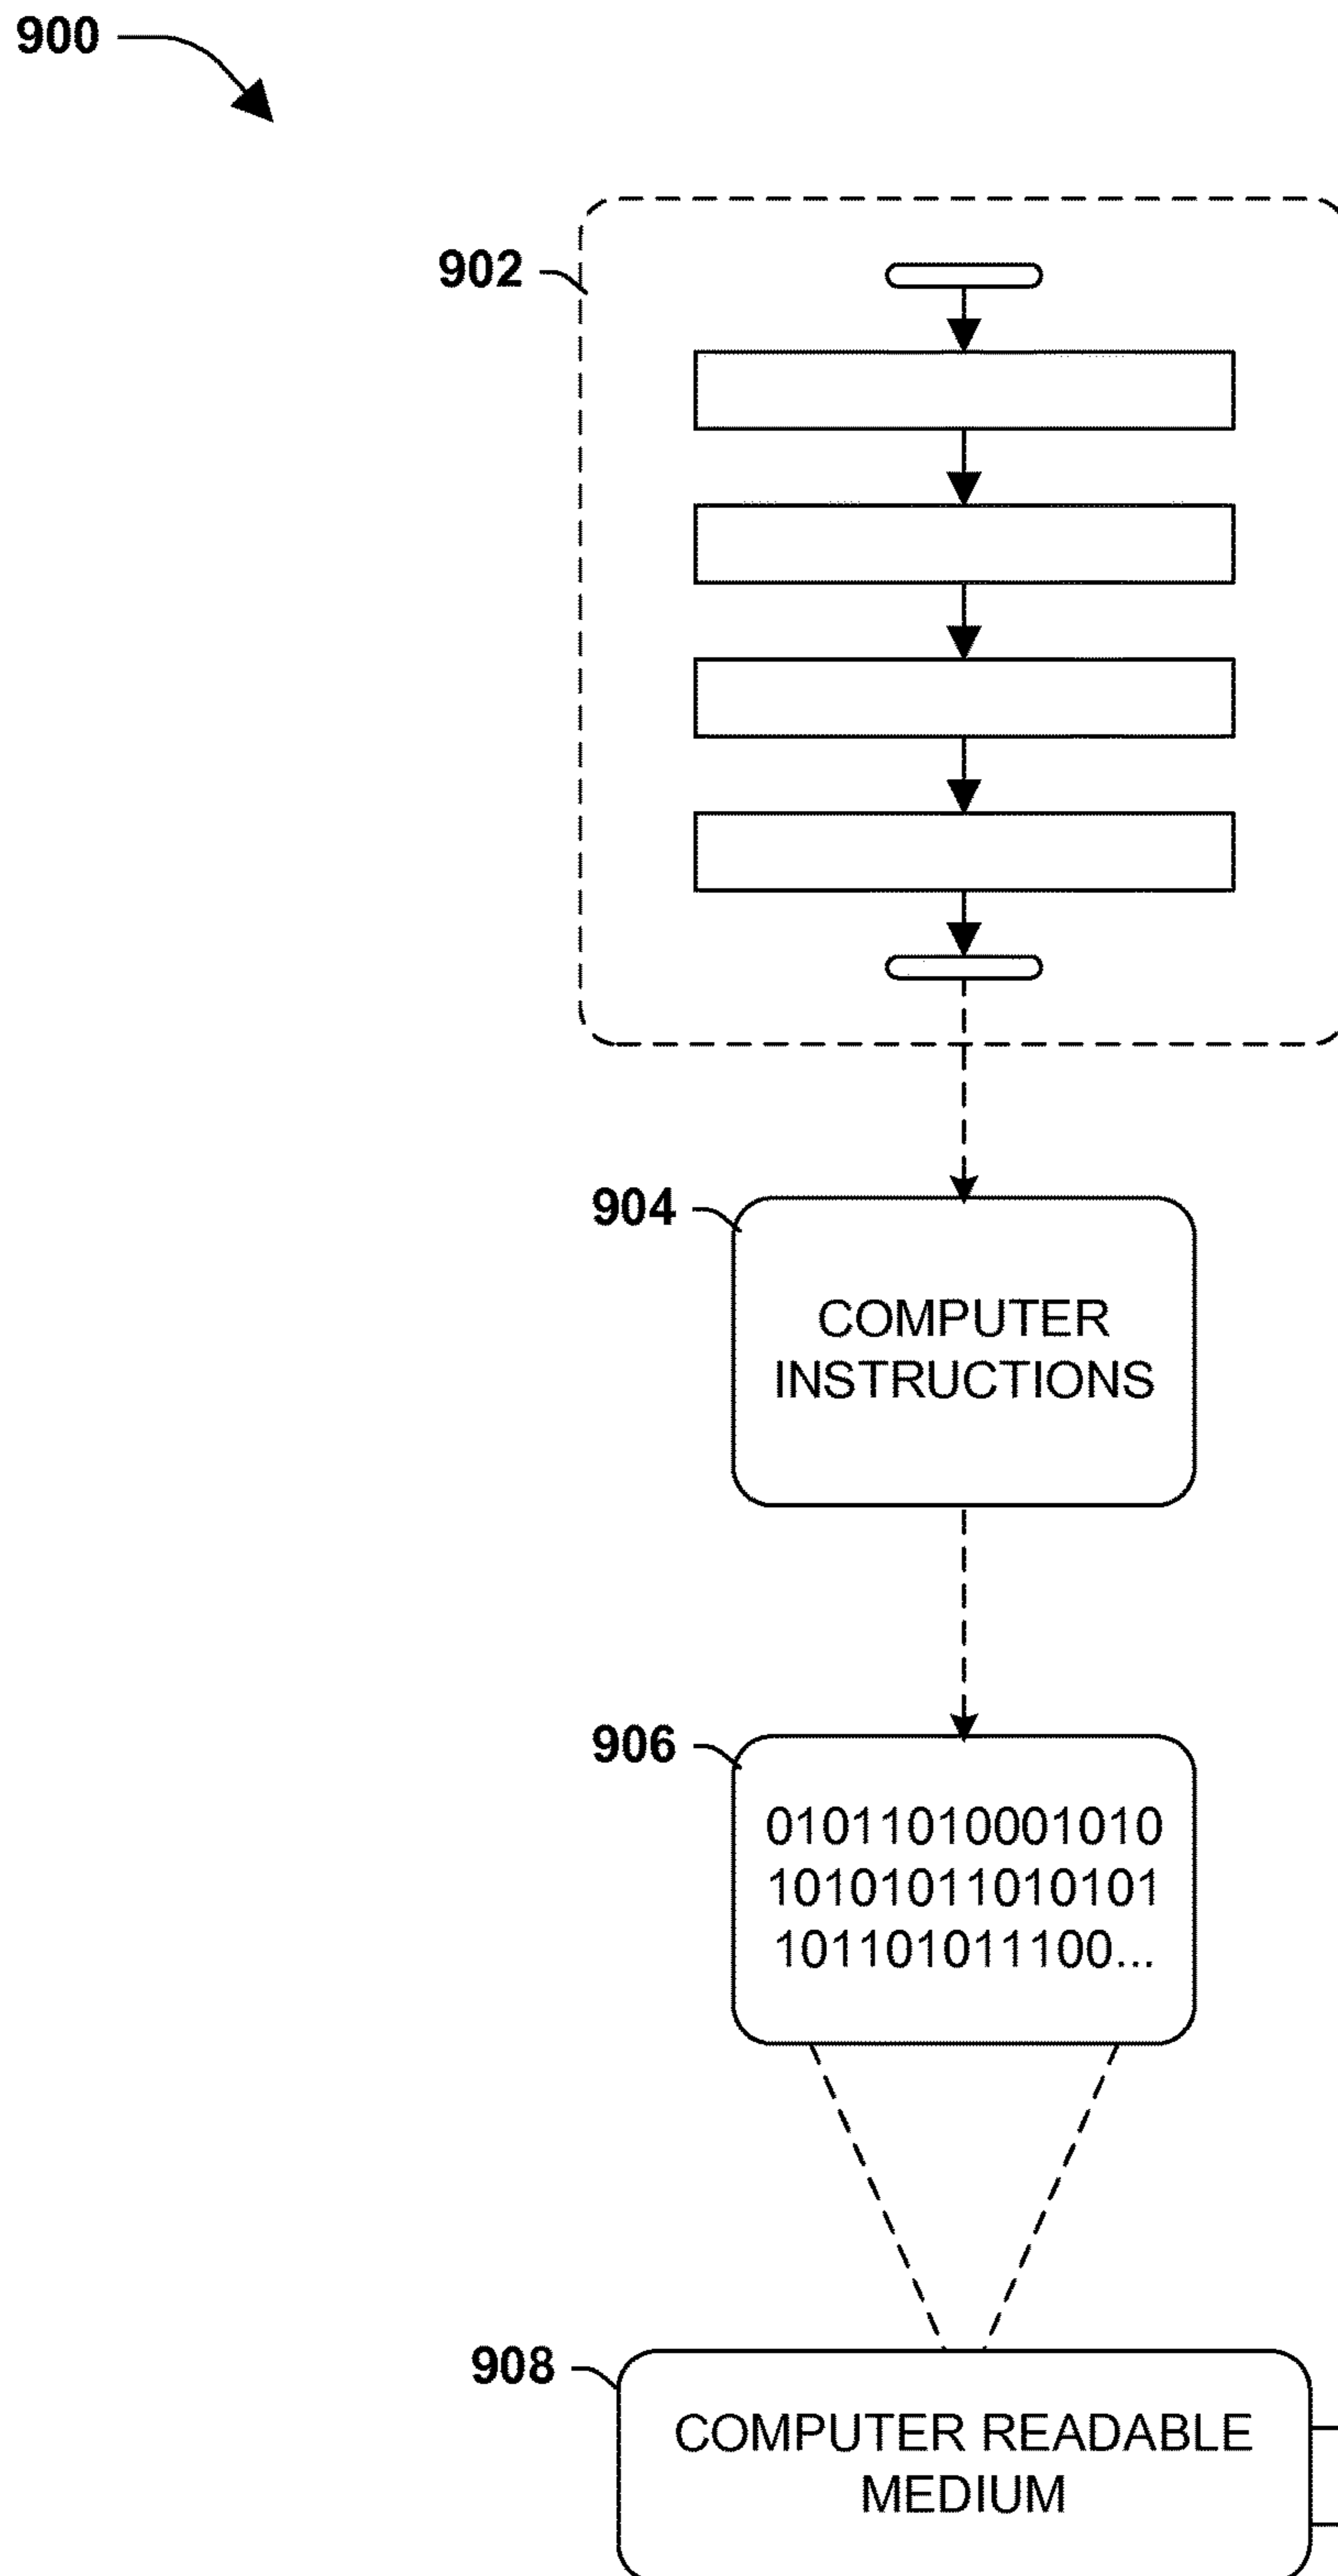 900
902
904
COMPUTER
INSTRUCTIONS
906
01011010001010
10101011010101
101101011100...
908
COMPUTER READABLE
MEDIUM